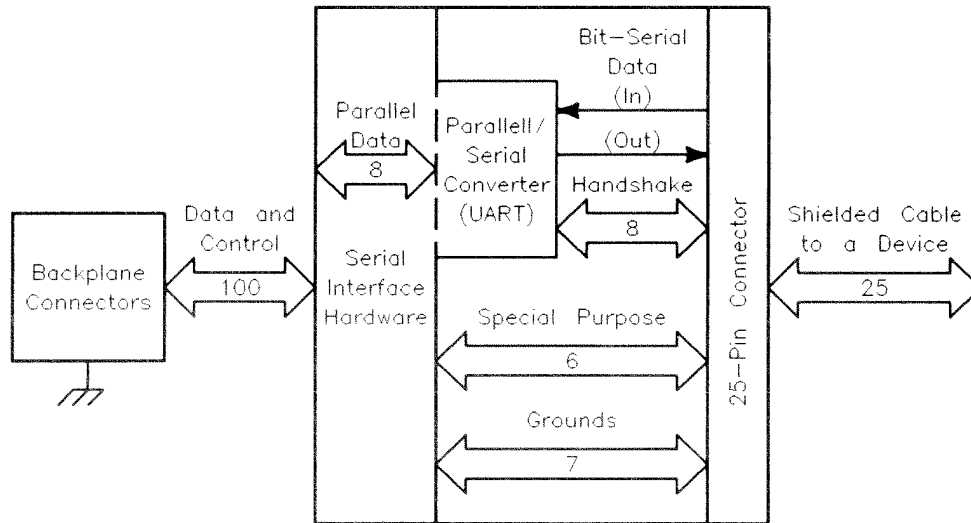 Backplane
Connectors
Data and
Control
100
Parallel
Data
8
Serial
Interface
Hardware
Parallell/
Serial
Converter
(UART)
Bit-Serial
Data
(In)
(Out)
Handshake
8
Special Purpose
6
Grounds
7
25-Pin Connector
Shielded Cable
to a Device
25